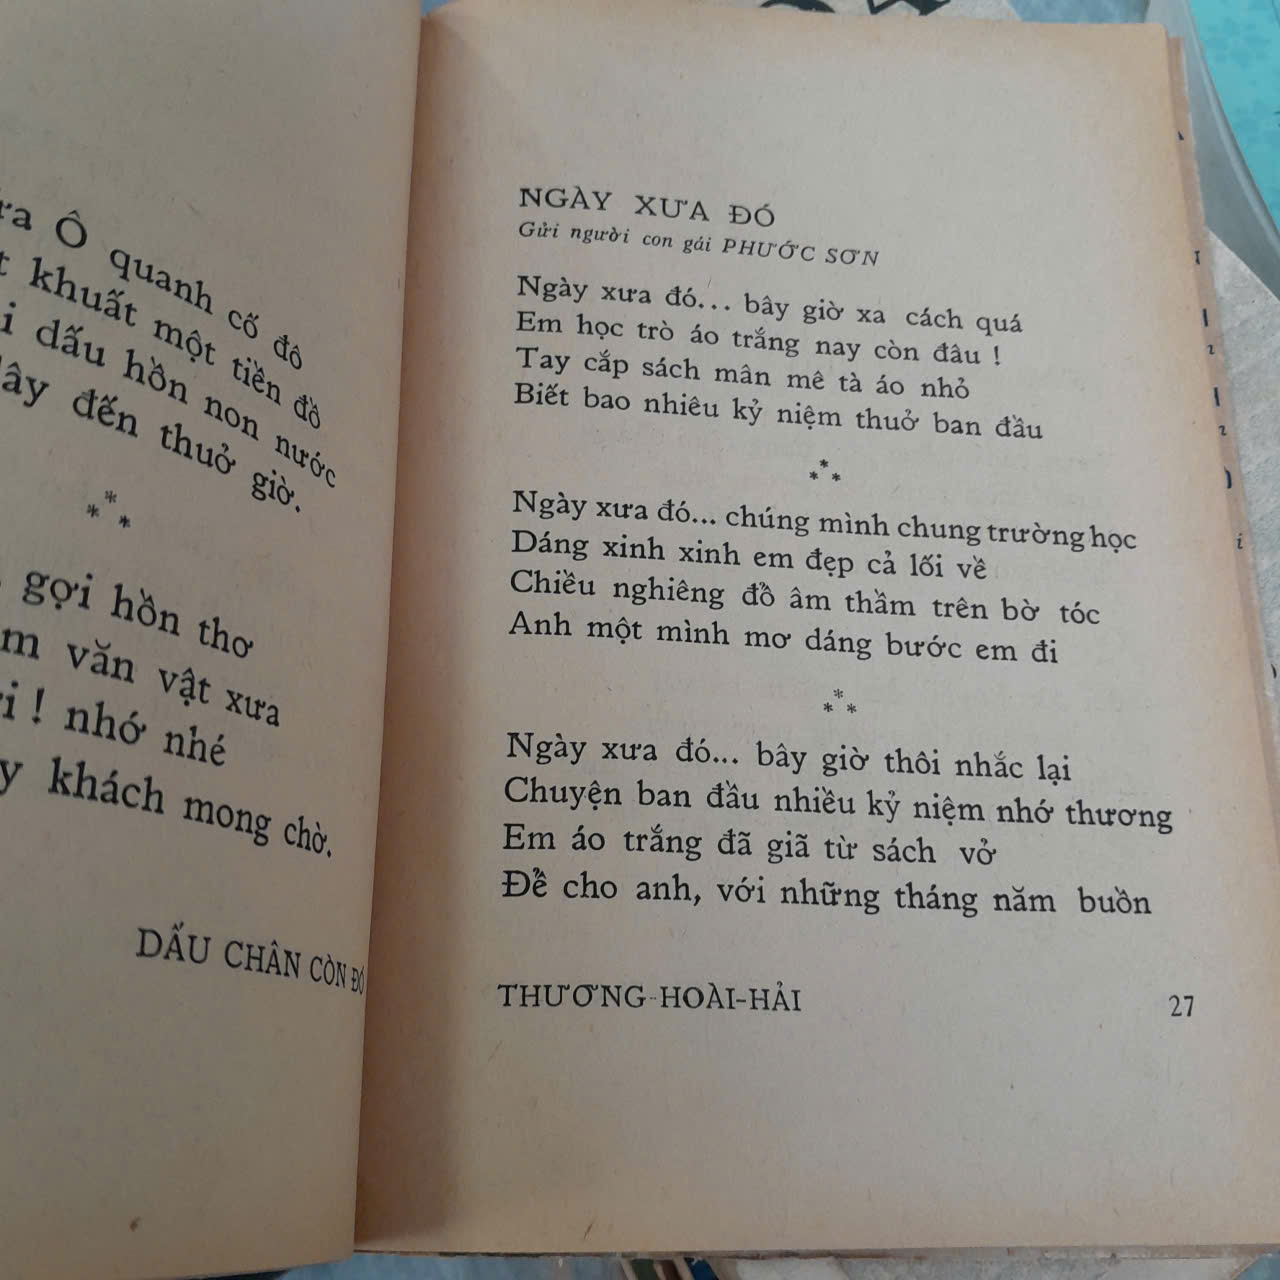 Ô quanh cố đô
khuất một tiền đồ
dấu hồn non nước
đến thuở giờ.
***
gợi hồn thơ
văn vật xưa
! nhớ nhé
khách mong chờ.
DẤU CHÂN CÒN ĐÓ
NGÀY XƯA ĐÓ
Gửi người con gái PHƯỚC SƠN
Ngày xưa đó... bây giờ xa cách quá
Em học trò áo trắng nay còn đâu !
Tay cắp sách mân mê tà áo nhỏ
Biết bao nhiêu kỷ niệm thuở ban đầu
***
Ngày xưa đó... chúng mình chung trường học
Dáng xinh xinh em đẹp cả lối về
Chiều nghiêng đổ âm thầm trên bờ tóc
Anh một mình mơ dáng bước em đi
***
Ngày xưa đó... bây giờ thôi nhắc lại
Chuyện ban đầu nhiều kỷ niệm nhớ thương
Em áo trắng đã giã từ sách vở
Để cho anh, với những tháng năm buồn
THƯƠNG-HOÀI-HẢI
27